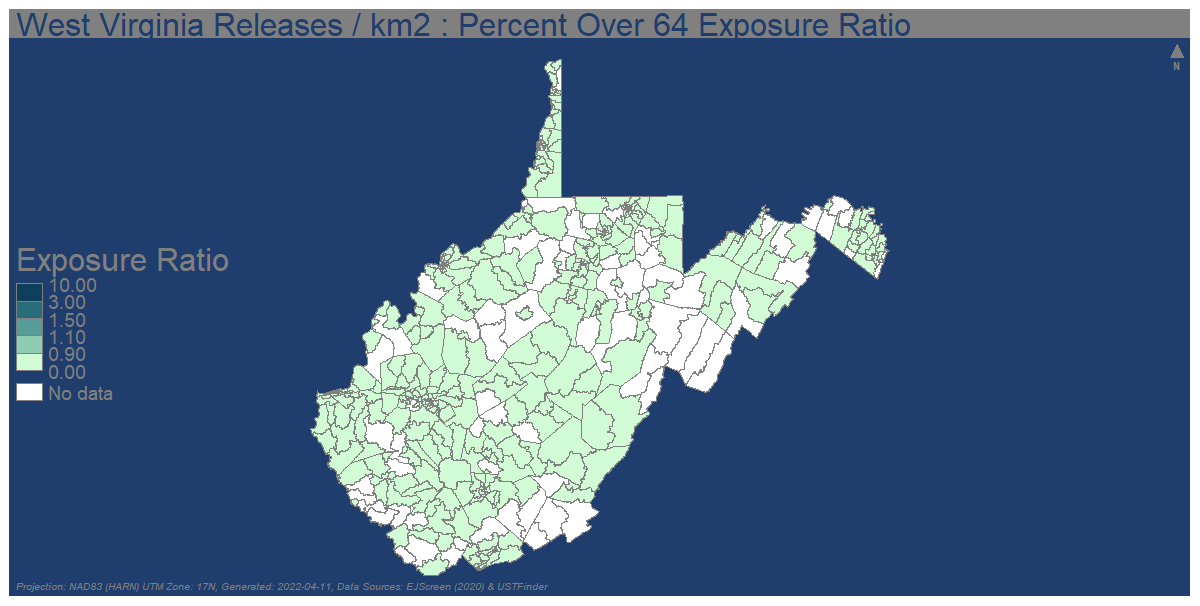 West Virginia Releases / km2 : Percent Over 64 Exposure Ratio
N
Exposure Ratio
10.00
3.00
1.50
1.10
0.90
0.00
No data
Projection: NAD83 (HARN) UTM Zone: 17N, Generated: 2022-04-11, Data Sources: EJScreen (2020) & USTFinder